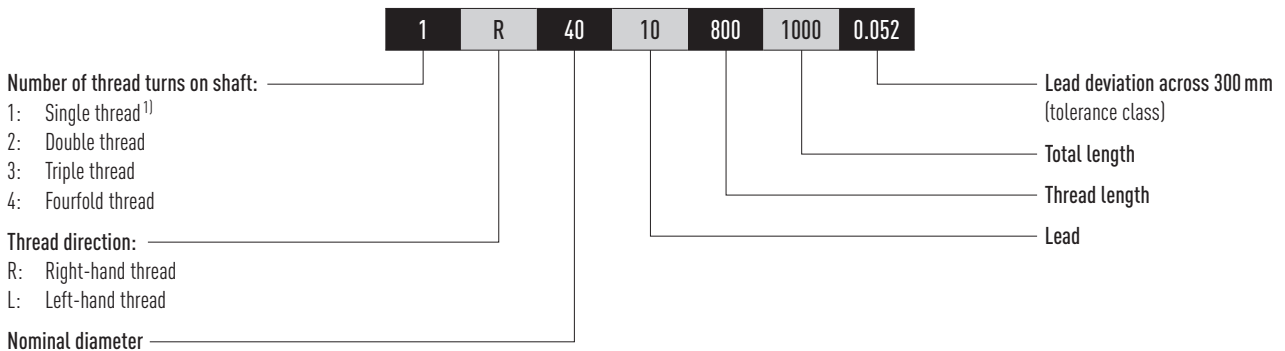 1 R 40 10 800 1000 0.052
Number of thread turns on shaft:
1: Single thread 1)
2: Double thread
3: Triple thread
4: Fourfold thread
Thread direction:
R: Right-hand thread
L: Left-hand thread
Nominal diameter
Lead deviation across 300 mm
(tolerance class)
Total length
Thread length
Lead